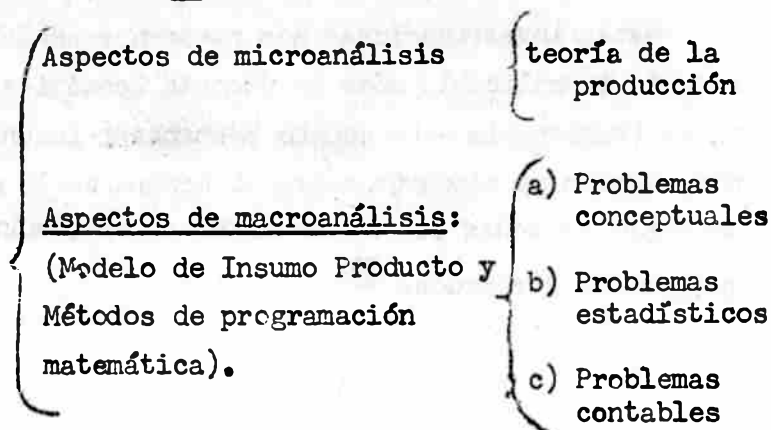 Aspectos de microanálisis
teoría de la
producción
Aspectos de macroanálisis:
(Modelo de Insumo Producto y
Métodos de programación
matemática).
a) Problemas
conceptuales
b) Problemas
estadísticos
c) Problemas
contables